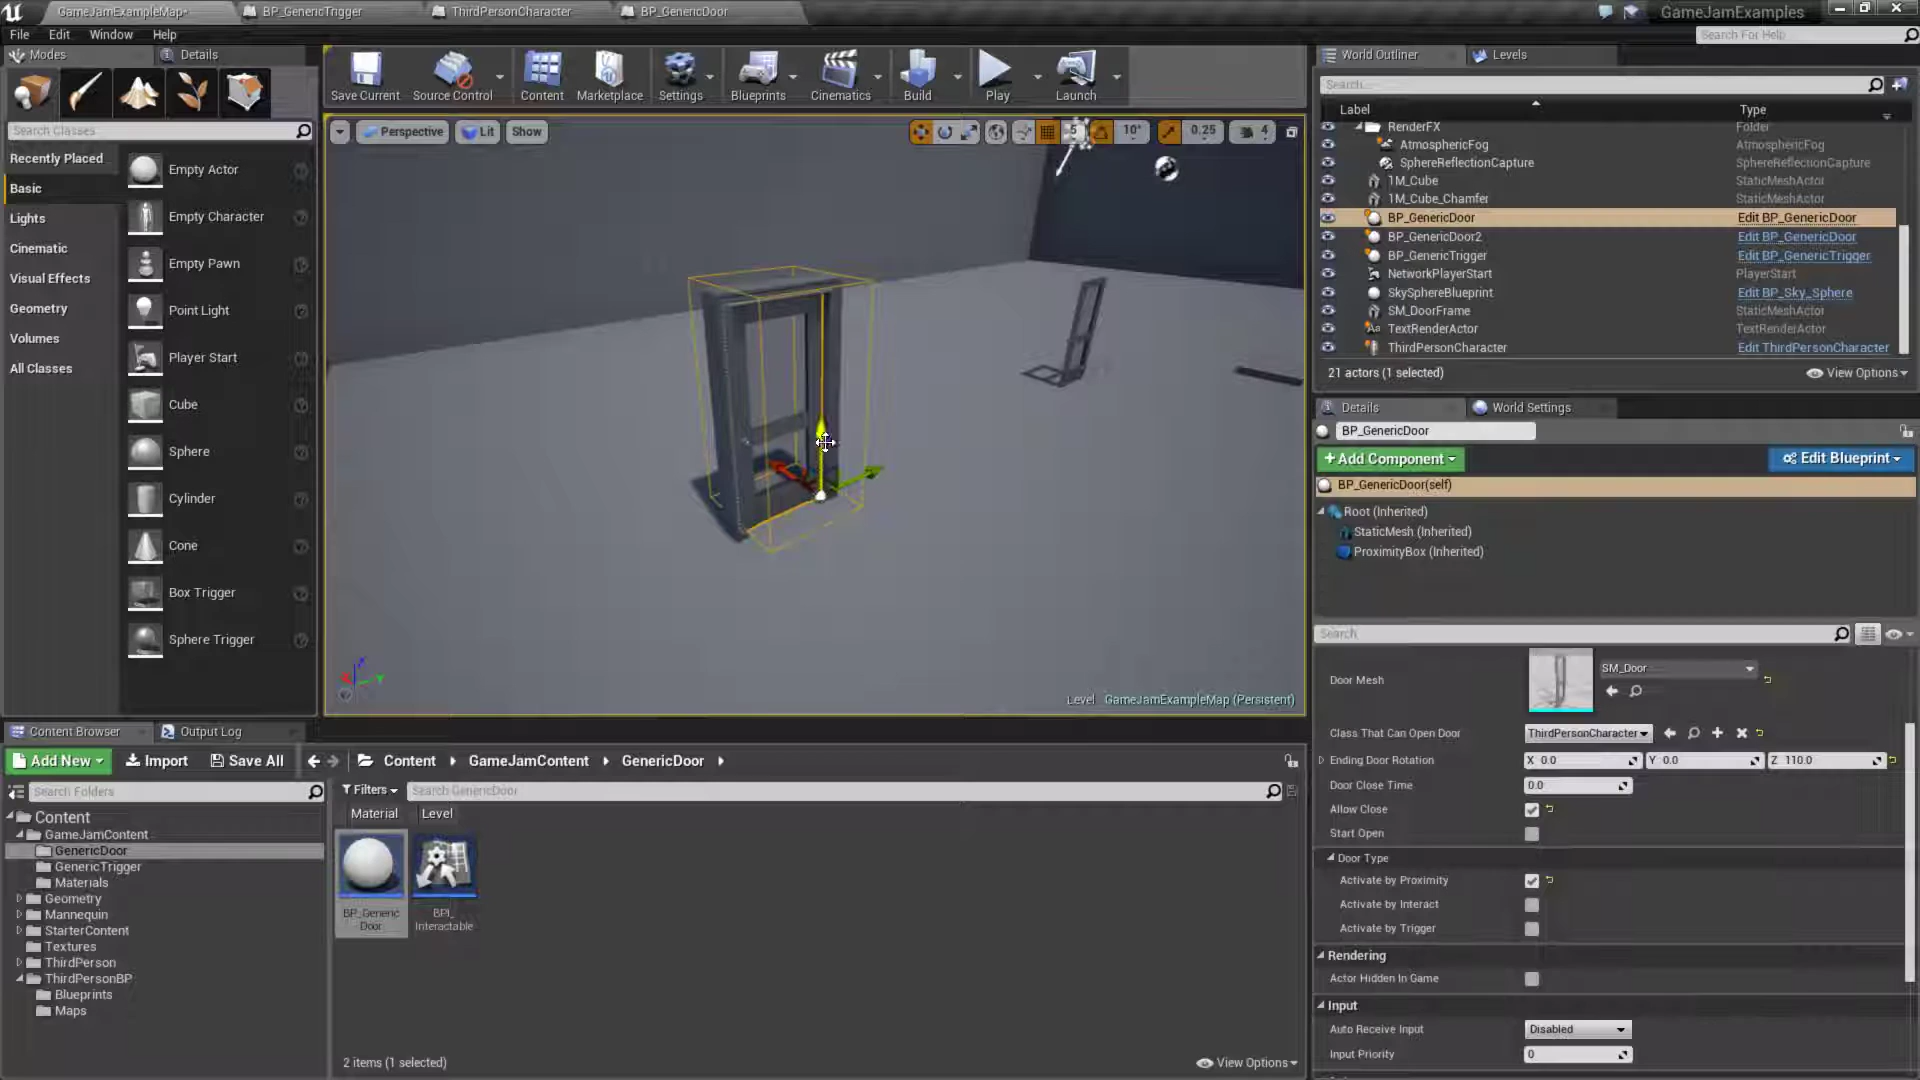 GameJamExampleMap*
BP_GenericTrigger
ThirdPersonCharacter
BP_GenericDoor
GameJamExamples
File Edit Window Help
Search For Help
Modes
Details
Save Current
Source Control
Content
Marketplace
Settings
Blueprints
Cinematics
Build
Play
Launch
World Outliner
Levels
Search...
Label Type
RenderFX Folder
AtmosphericFog AtmosphericFog
SphereReflectionCapture SphereReflectionCapture
1M_Cube StaticMeshActor
1M_Cube_Chamfer StaticMeshActor
BP_GenericDoor Edit BP_GenericDoor
BP_GenericDoor2 Edit BP_GenericDoor
BP_GenericTrigger Edit BP_GenericTrigger
NetworkPlayerStart PlayerStart
SkySphereBlueprint Edit BP_Sky_Sphere
SM_DoorFrame StaticMeshActor
TextRenderActor TextRenderActor
ThirdPersonCharacter Edit ThirdPersonCharacter
21 actors (1 selected) View Options
Search Classes
Recently Placed
Basic
Lights
Cinematic
Visual Effects
Geometry
Volumes
All Classes
Empty Actor
Empty Character
Empty Pawn
Point Light
Player Start
Cube
Sphere
Cylinder
Cone
Box Trigger
Sphere Trigger
Perspective Lit Show
5 10° 0.25 4
Level GameJamExampleMap (Persistent)
Details World Settings
BP_GenericDoor
+ Add Component Edit Blueprint
BP_GenericDoor(self)
Root (Inherited)
StaticMesh (Inherited)
ProximityBox (Inherited)
Search
Door Mesh SM_Door
Class That Can Open Door ThirdPersonCharacter
Ending Door Rotation X 0.0 Y 0.0 Z 110.0
Door Close Time 0.0
Allow Close
Start Open
Door Type
Activate by Proximity
Activate by Interact
Activate by Trigger
Rendering
Actor Hidden In Game
Input
Auto Receive Input Disabled
Input Priority 0
Content Browser Output Log
Add New Import Save All
Content GameJamContent GenericDoor
Search Folders
Filters Search GenericDoor
Material Level
Content
GameJamContent
GenericDoor
GenericTrigger
Materials
Geometry
Mannequin
StarterContent
Textures
ThirdPerson
ThirdPersonBP
Blueprints
Maps
BP_Generic
Door
BPI_
Interactable
2 items (1 selected) View Options